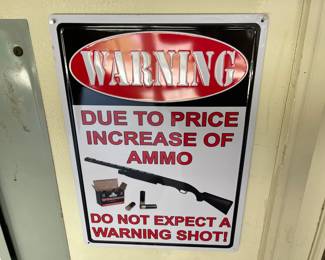 WARNING
DUE TO PRICE
INCREASE OF
AMMO
DO NOT EXPECT A
WARNING SHOT!